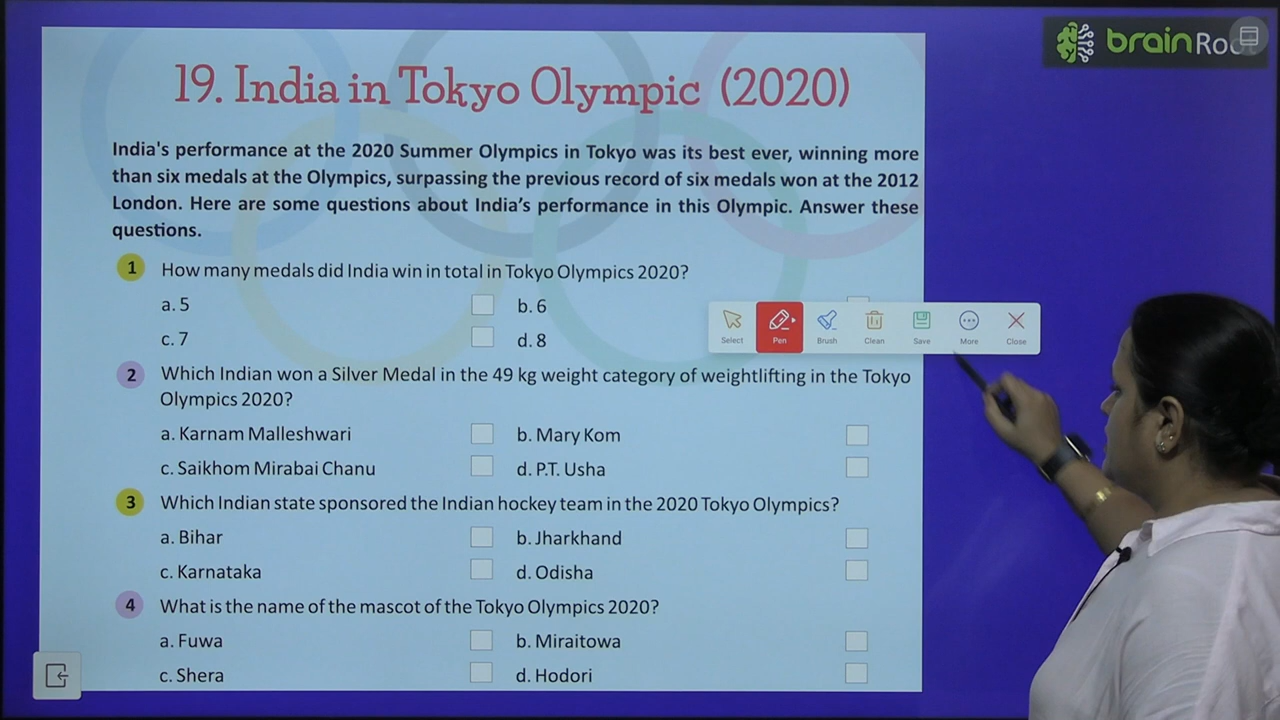 brainRo
19. India in Tokyo Olympic (2020)
India's performance at the 2020 Summer Olympics in Tokyo was its best ever, winning more
than six medals at the Olympics, surpassing the previous record of six medals won at the 2012
London. Here are some questions about India's performance in this Olympic. Answer these
questions.
1 How many medals did India win in total in Tokyo Olympics 2020?
a. 5 b. 6
c. 7 d. 8
Select Pen Brush Clean Save More Close
2 Which Indian won a Silver Medal in the 49 kg weight category of weightlifting in the Tokyo
Olympics 2020?
a. Karnam Malleshwari b. Mary Kom
c. Saikhom Mirabai Chanu d. P.T. Usha
3 Which Indian state sponsored the Indian hockey team in the 2020 Tokyo Olympics?
a. Bihar b. Jharkhand
c. Karnataka d. Odisha
4 What is the name of the mascot of the Tokyo Olympics 2020?
a. Fuwa b. Miraitowa
c. Shera d. Hodori